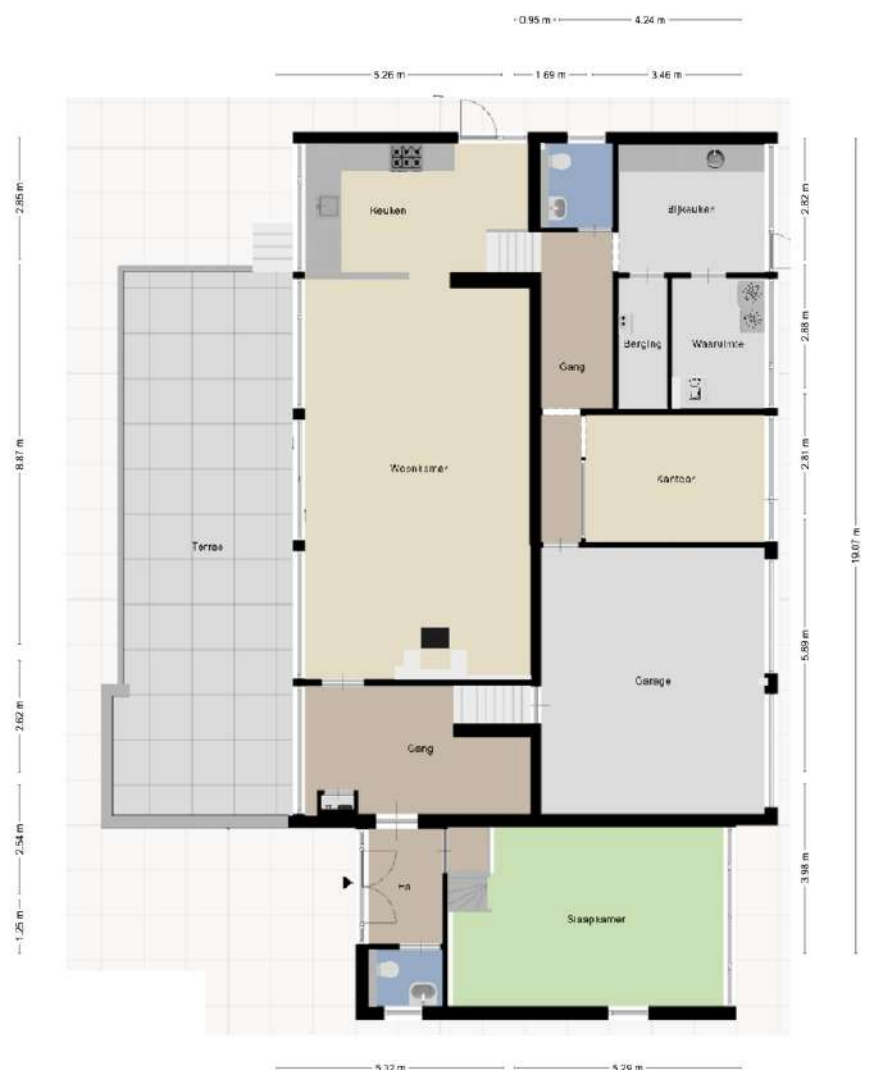 0.95 m
4.24 m
5.26 m
1.69 m
3.46 m
2.85 m
8.87 m
2.62 m
2.54 m
1.25 m
Keuken
Bijkeuken
Berging
Wasruimte
Gang
Woonkamer
Kantoor
Terras
Garage
Gang
Hal
Slaapkamer
2.82 m
2.88 m
2.81 m
5.89 m
3.98 m
19.07 m
5.32 m
5.29 m